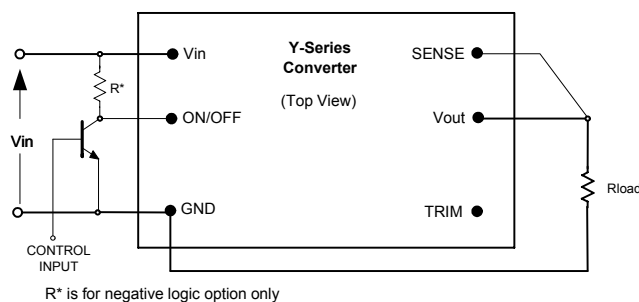 Y-Series
Converter
(Top View)
Vin
SENSE
R*
ON/OFF
Vout
Vin
Rload
GND
TRIM
CONTROL
INPUT
R* is for negative logic option only